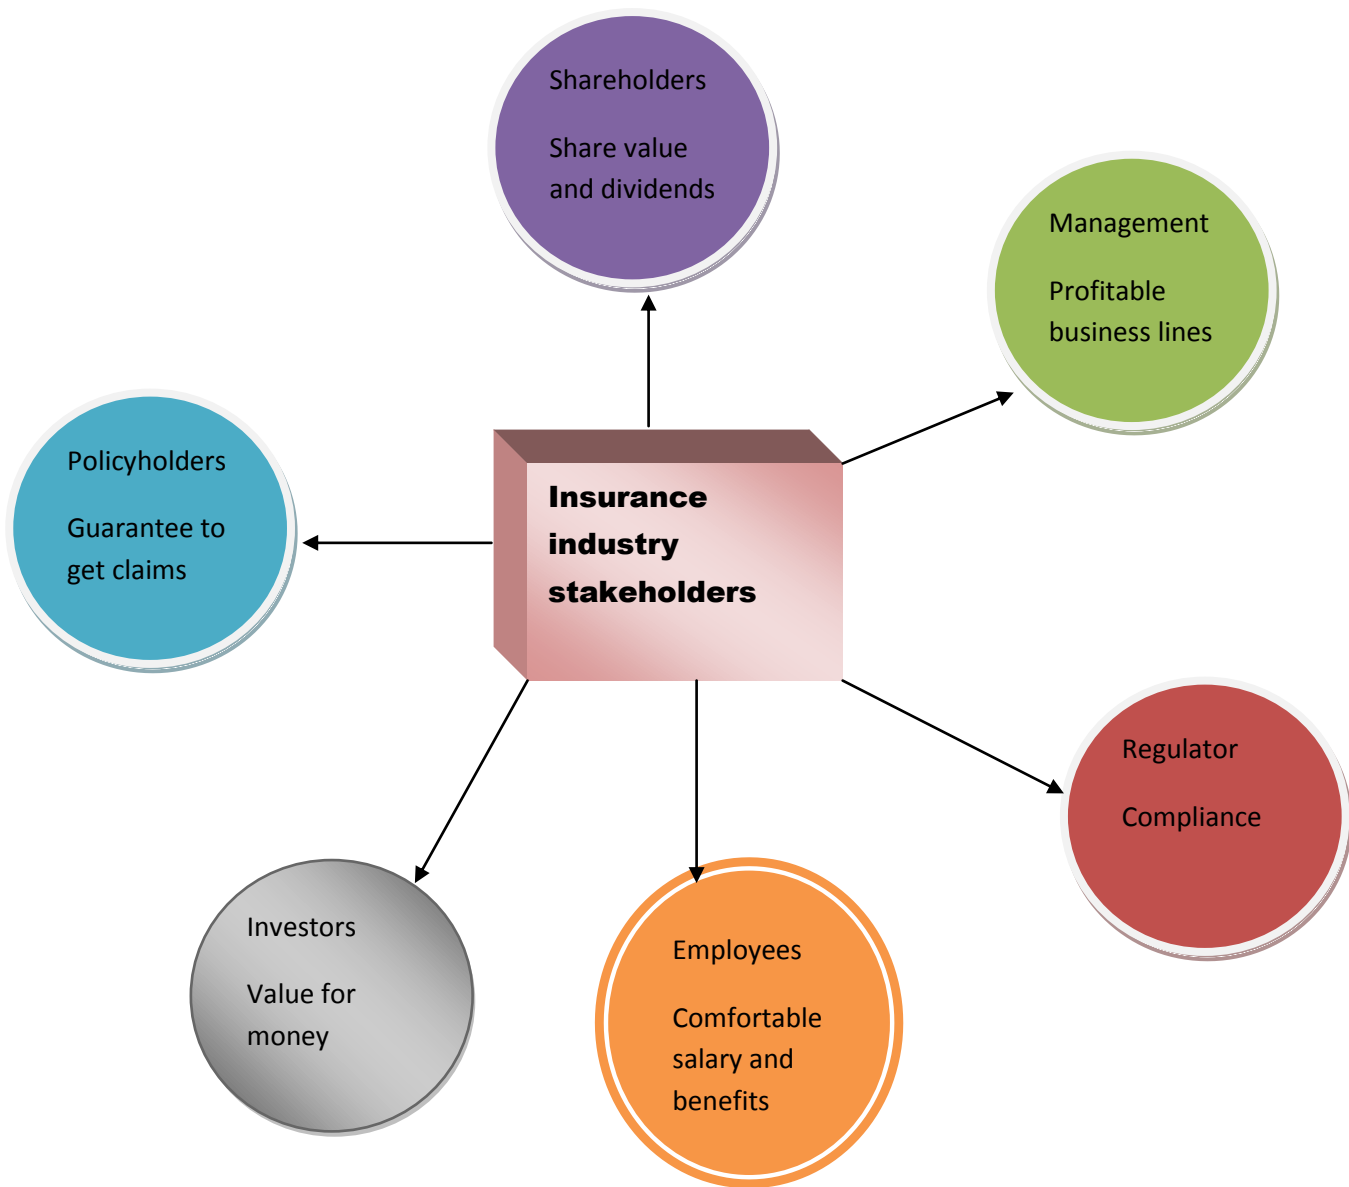 Shareholders
Share value
and dividends
Management
Profitable
business lines
Policyholders
Guarantee to
get claims
Insurance
industry
stakeholders
Regulator
Compliance
Investors
Value for
money
Employees
Comfortable
salary and
benefits